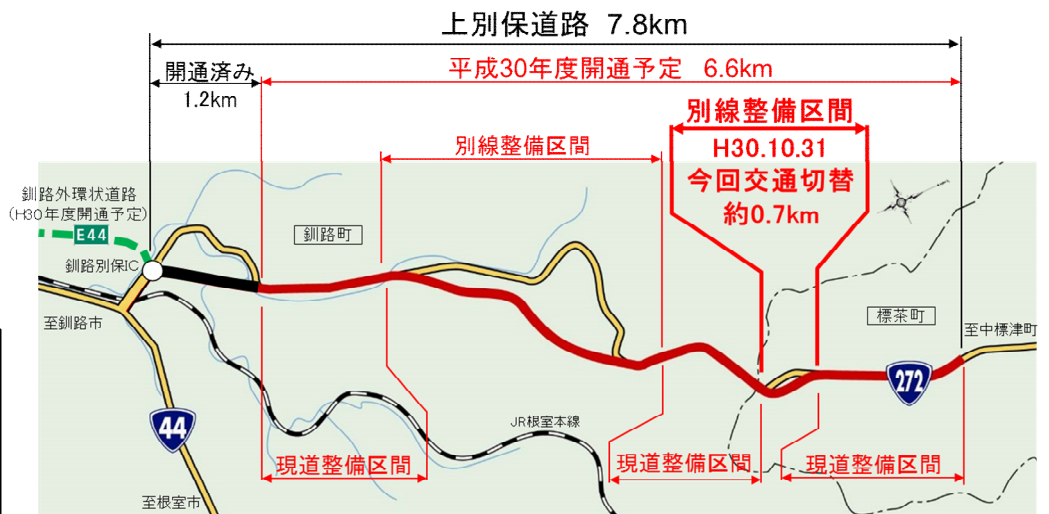 上別保道路 7.8km
開通済み
1.2km
平成30年度開通予定 6.6km
別線整備区間
別線整備区間
H30.10.31
今回交通切替
約0.7km
釧路外環状道路
(H30年度開通予定)
E44
釧路別保IC
釧路町
標茶町
至釧路市
至中標津町
272
44
JR根室本線
現道整備区間
現道整備区間
現道整備区間
至根室市